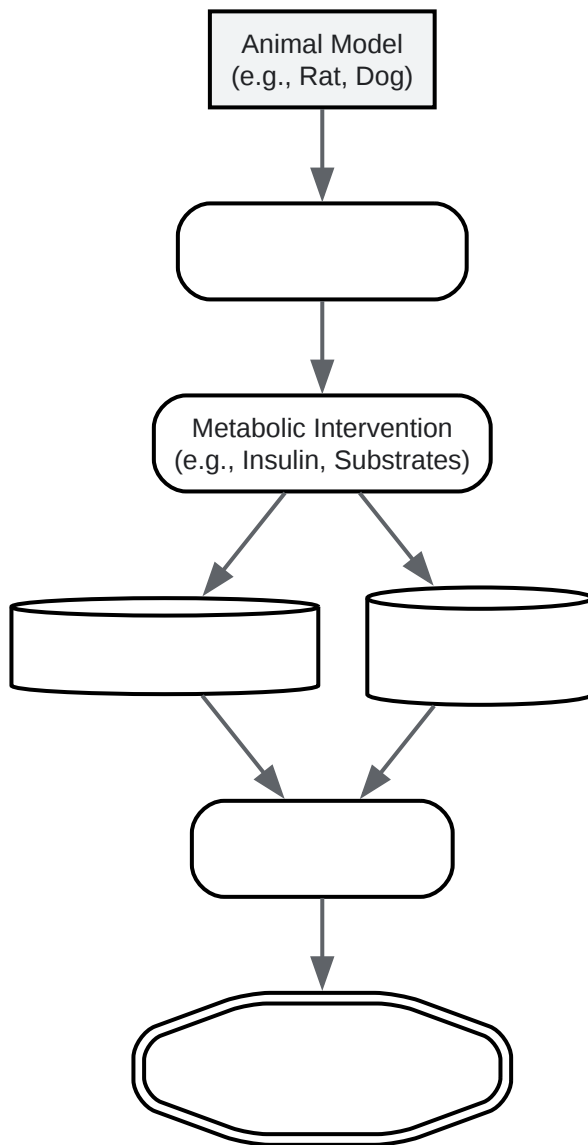 Animal Model
(e.g., Rat, Dog)
Metabolic Intervention
(e.g., Insulin, Substrates)